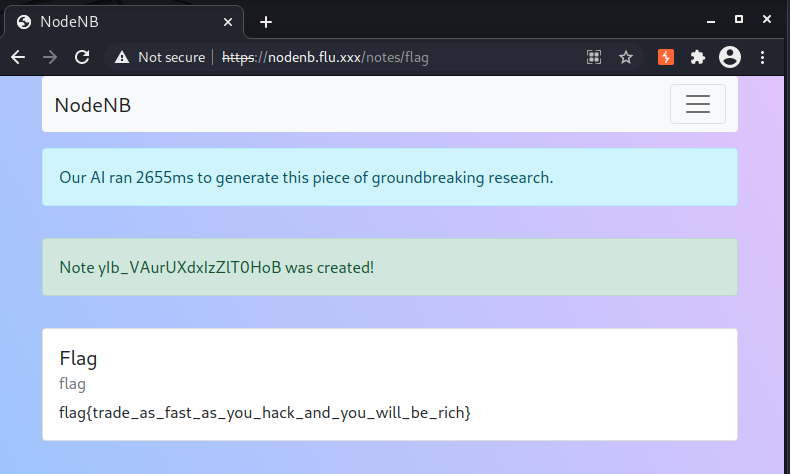 NodeNB
Not secure https://nodenb.flu.xxx/notes/flag
NodeNB
Our AI ran 2655ms to generate this piece of groundbreaking research.
Note yIb_VAurUXdxIzZlT0HoB was created!
Flag
flag
flag{trade_as_fast_as_you_hack_and_you_will_be_rich}